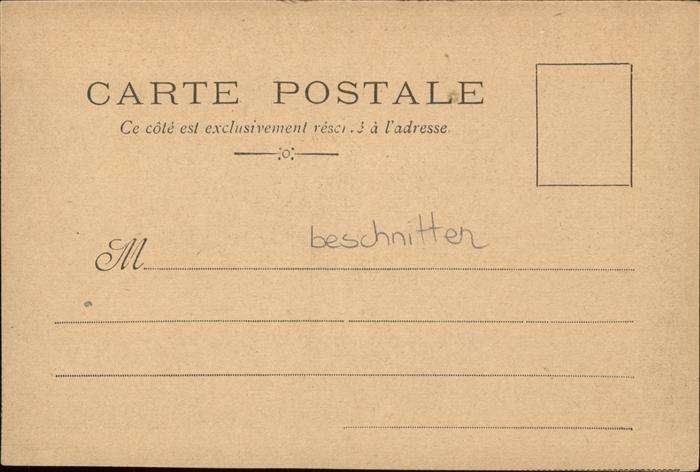 CARTE POSTALE
Ce côté est exclusivement à l'adresse
M
beschnitten